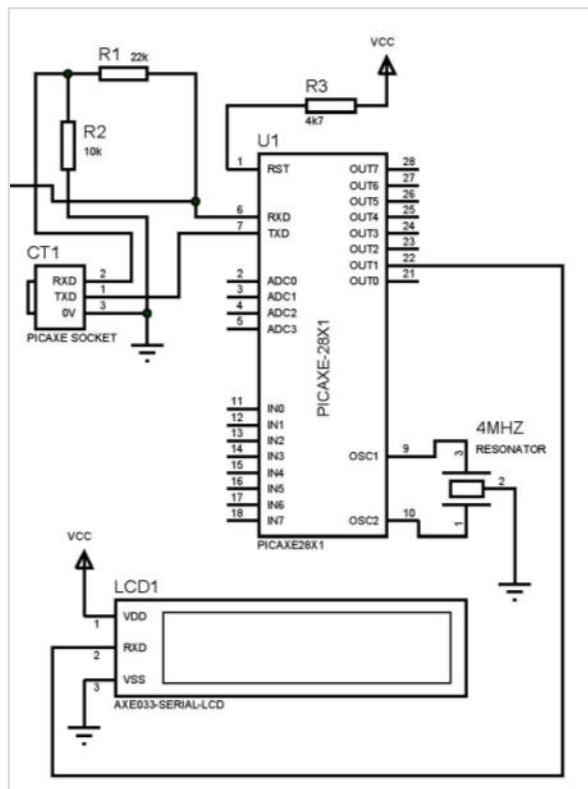 VCC
R1
22k
R3
4k7
R2
10k
U1
1
RST
OUT7
28
OUT6
27
OUT5
26
OUT4
25
OUT3
24
OUT2
23
OUT1
22
OUT0
21
6
RXD
7
TXD
CT1
RXD
2
TXD
1
0V
3
PICAXE SOCKET
2
ADC0
3
ADC1
4
ADC2
5
ADC3
PICAXE-28X1
11
IN0
12
IN1
13
IN2
14
IN3
15
IN4
16
IN5
17
IN6
18
IN7
OSC1
9
OSC2
10
PICAXE28X1
4MHZ
RESONATOR
3
2
1
VCC
LCD1
1
VDD
2
RXD
3
VSS
AXE033-SERIAL-LCD